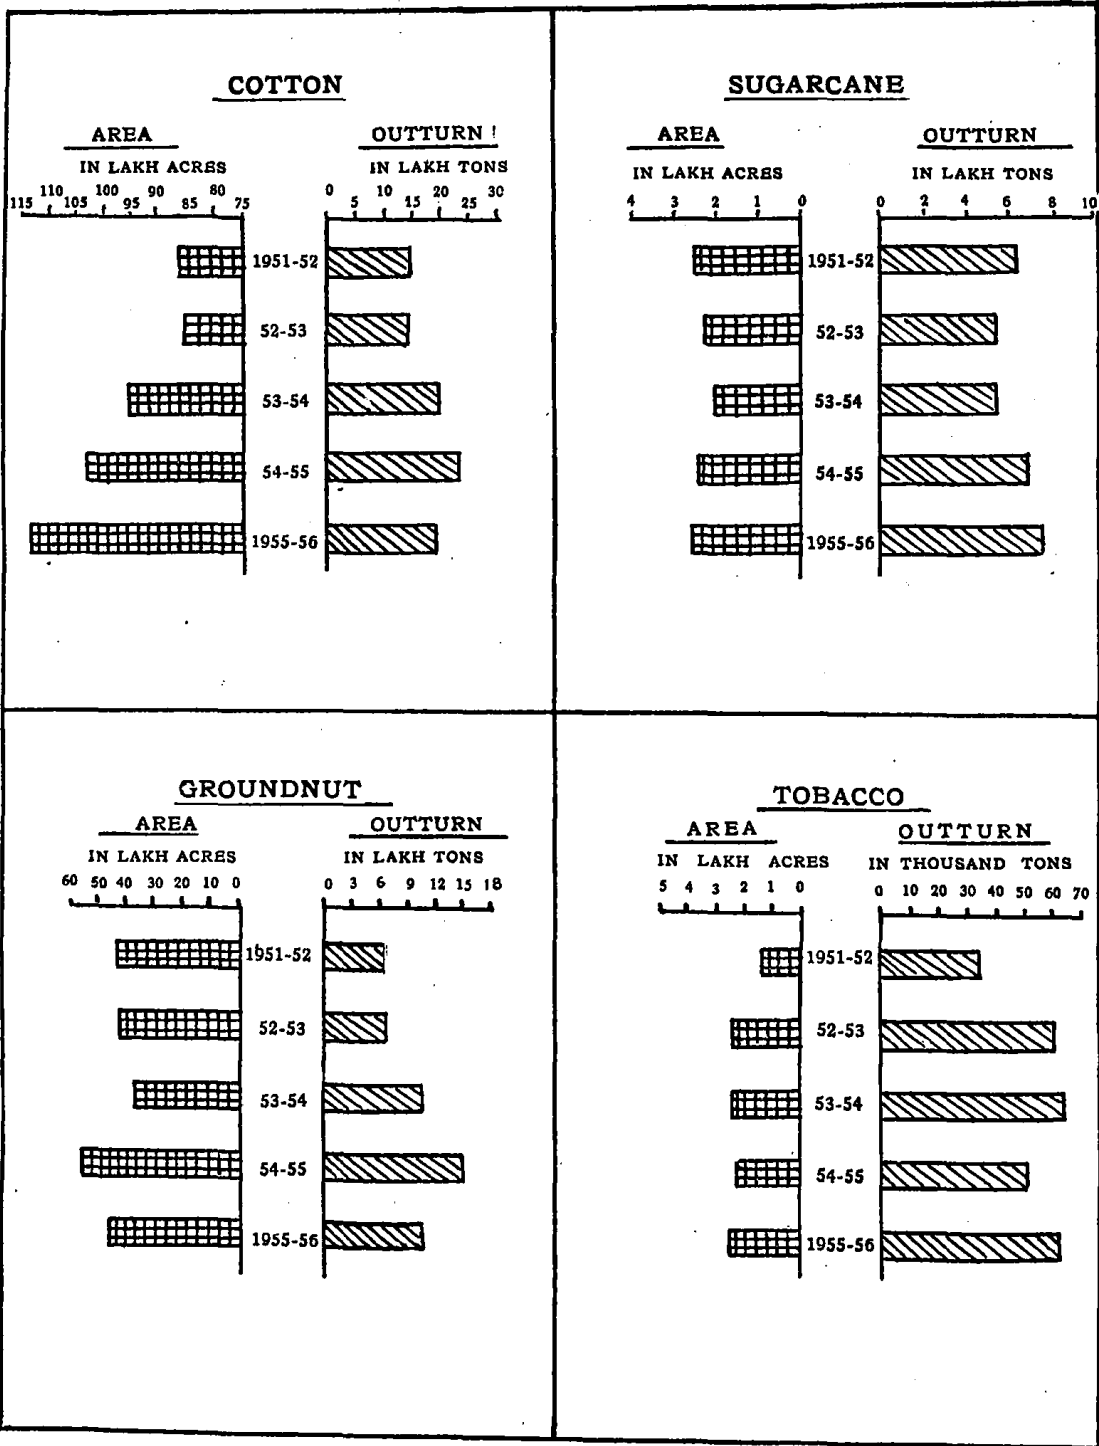 COTTON
AREA OUTTURN !
IN LAKH ACRES IN LAKH TONS
110 100 90 80 0 10 20 30
115 105 95 85 75 5 15 25
1951-52
52-53
53-54
54-55
1955-56
SUGARCANE
AREA OUTTURN
IN LAKH ACRES IN LAKH TONS
4 3 2 1 0 0 2 4 6 8 10
1951-52
52-53
53-54
54-55
1955-56
GROUNDNUT
AREA OUTTURN
IN LAKH ACRES IN LAKH TONS
60 50 40 30 20 10 0 0 3 6 9 12 15 18
1951-52
52-53
53-54
54-55
1955-56
TOBACCO
AREA OUTTURN
IN LAKH ACRES IN THOUSAND TONS
5 4 3 2 1 0 0 10 20 30 40 50 60 70
1951-52
52-53
53-54
54-55
1955-56